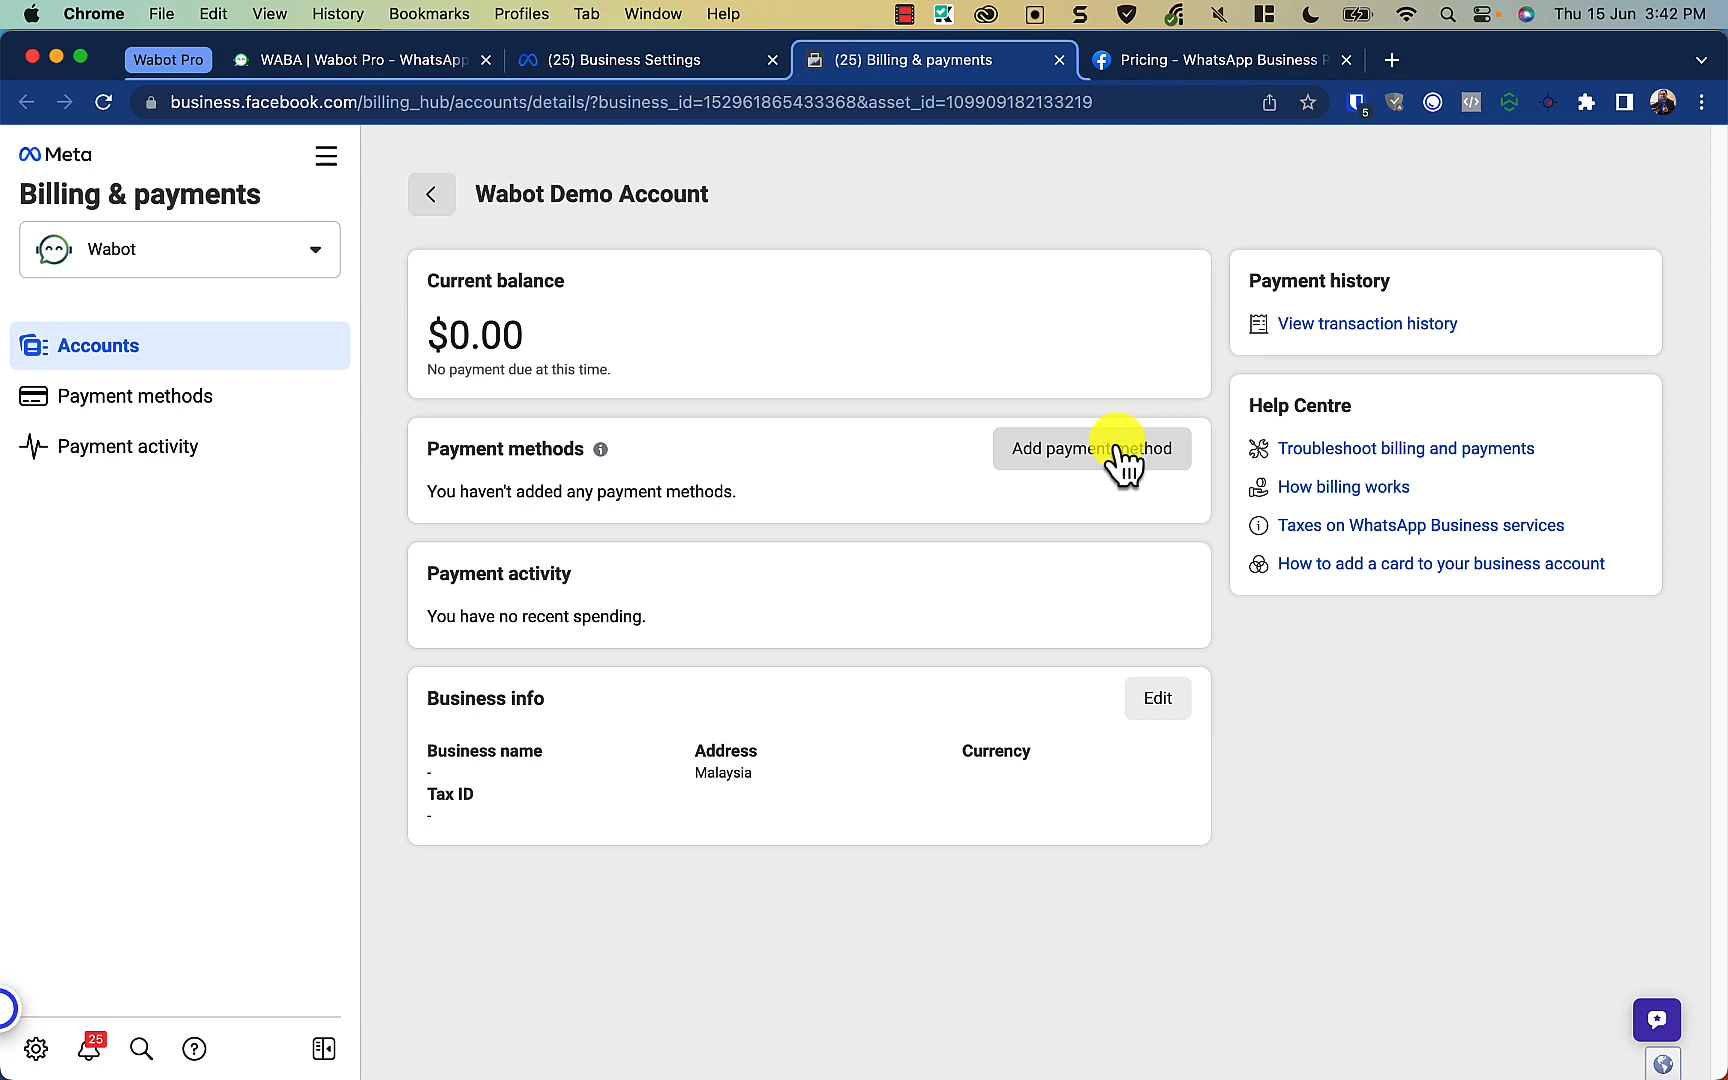 Chrome File Edit View History Bookmarks Profiles Tab Window Help Thu 15 Jun 3:42 PM
Wabot Pro WABA | Wabot Pro - WhatsApp (25) Business Settings (25) Billing & payments Pricing - WhatsApp Business P
business.facebook.com/billing_hub/accounts/details/?business_id=152961865433368&asset_id=109909182133219
5
Meta
Billing & payments
Wabot
Accounts
Payment methods
Payment activity
25
Wabot Demo Account
Current balance
$0.00
No payment due at this time.
Payment methods
Add payment method
You haven't added any payment methods.
Payment activity
You have no recent spending.
Business info
Edit
Business name Address Currency
- Malaysia
Tax ID
-
Payment history
View transaction history
Help Centre
Troubleshoot billing and payments
How billing works
Taxes on WhatsApp Business services
How to add a card to your business account